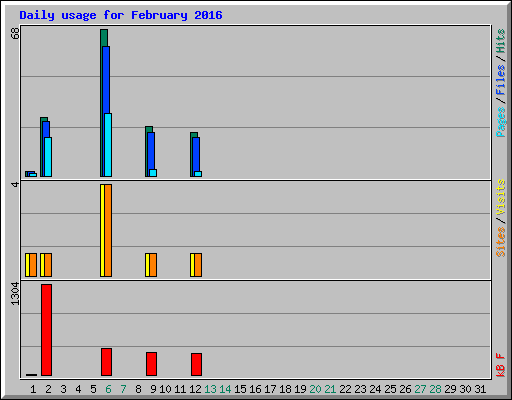 Daily usage for February 2016
68
Pages / Files / Hits
4
Sites / Visits
1304
kB F
1 2 3 4 5 6 7 8 9 10 11 12 13 14 15 16 17 18 19 20 21 22 23 24 25 26 27 28 29 30 31